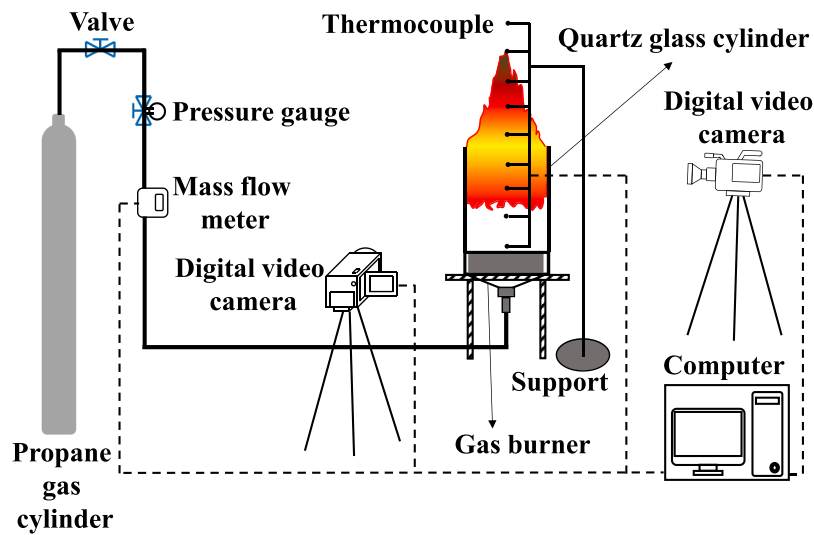 Valve
Thermocouple
Quartz glass cylinder
Pressure gauge
Digital video
camera
Mass flow
meter
Digital video
camera
Computer
Support
Gas burner
Propane
gas
cylinder